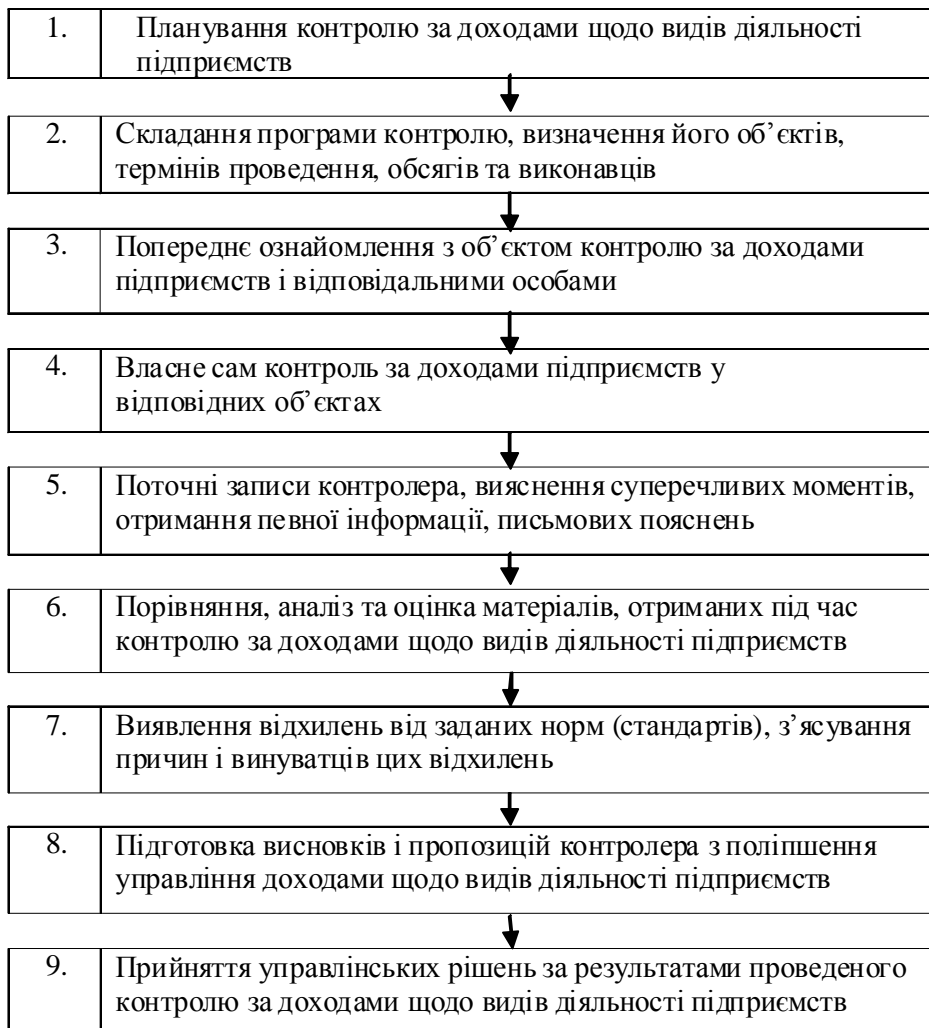 1. Планування контролю за доходами щодо видів діяльності
підприємств
2. Складання програми контролю, визначення його об’єктів,
термінів проведення, обсягів та виконавців
3. Попереднє ознайомлення з об’єктом контролю за доходами
підприємств і відповідальними особами
4. Власне сам контроль за доходами підприємств у
відповідних об’єктах
5. Поточні записи контролера, вияснення суперечливих моментів,
отримання певної інформації, письмових пояснень
6. Порівняння, аналіз та оцінка матеріалів, отриманих під час
контролю за доходами щодо видів діяльності підприємств
7. Виявлення відхилень від заданих норм (стандартів), з’ясування
причин і винуватців цих відхилень
8. Підготовка висновків і пропозицій контролера з поліпшення
управління доходами щодо видів діяльності підприємств
9. Прийняття управлінських рішень за результатами проведеного
контролю за доходами щодо видів діяльності підприємств